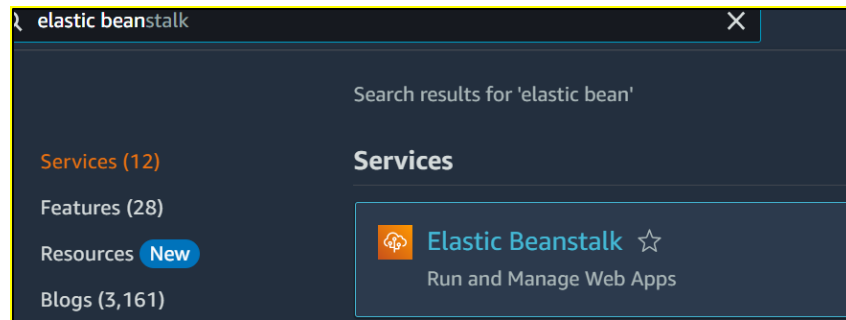 elastic beanstalk
Search results for 'elastic bean'
Services (12)
Features (28)
Resources New
Blogs (3,161)
Services
Elastic Beanstalk
Run and Manage Web Apps